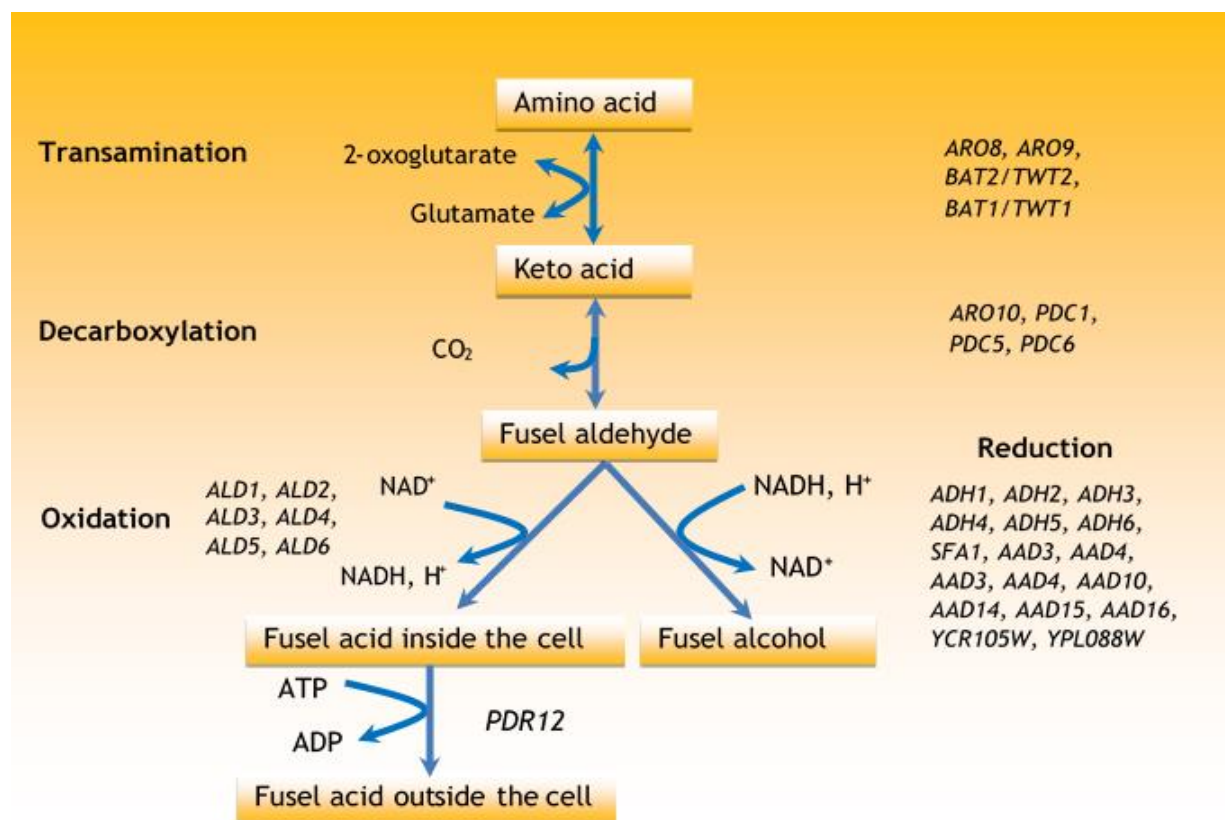 Amino acid
Transamination
2-oxoglutarate
Glutamate
ARO8, ARO9,
BAT2/TWT2,
BAT1/TWT1
Keto acid
Decarboxylation
CO₂
ARO10, PDC1,
PDC5, PDC6
Fusel aldehyde
Reduction
Oxidation
ALD1, ALD2,
ALD3, ALD4,
ALD5, ALD6
NAD⁺
NADH, H⁺
NADH, H⁺
NAD⁺
ADH1, ADH2, ADH3,
ADH4, ADH5, ADH6,
SFA1, AAD3, AAD4,
AAD3, AAD4, AAD10,
AAD14, AAD15, AAD16,
YCR105W, YPL088W
Fusel acid inside the cell
Fusel alcohol
ATP
ADP
PDR12
Fusel acid outside the cell